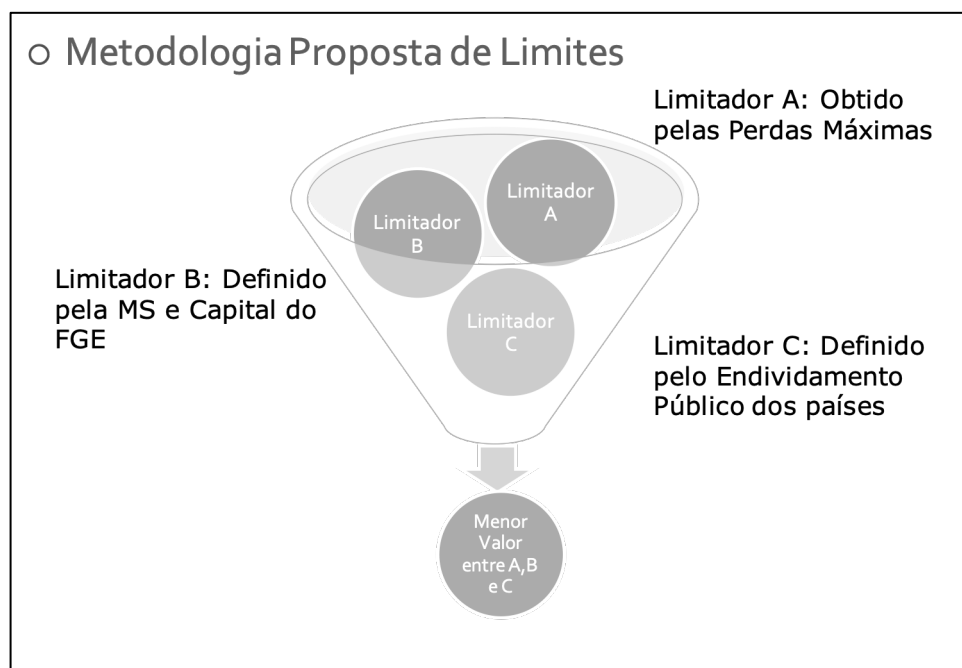 Metodologia Proposta de Limites
Limitador A: Obtido
pelas Perdas Máximas
Limitador
A
Limitador
B
Limitador B: Definido
pela MS e Capital do
FGE
Limitador
C
Limitador C: Definido
pelo Endividamento
Público dos países
Menor
Valor
entre A,B
e C